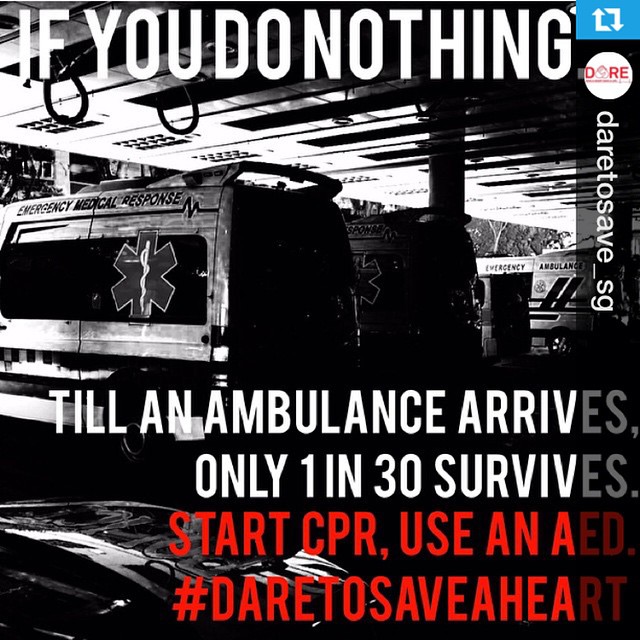 IF YOU DO NOTHING
DARE
daretosave_sg
EMERGENCY MEDICAL RESPONSE
EMERGENCY AMBULANCE
TILL AN AMBULANCE ARRIVES,
ONLY 1 IN 30 SURVIVES.
START CPR, USE AN AED.
#DARETOSAVEAHEART